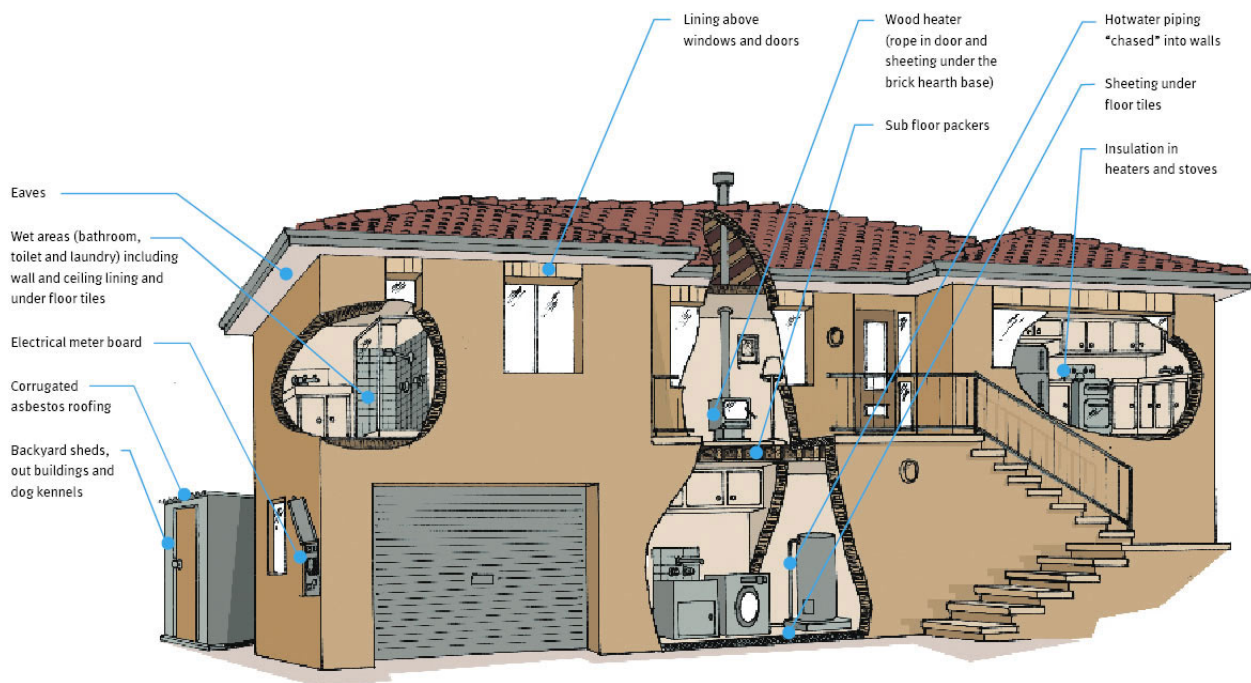 Lining above
windows and doors
Wood heater
(rope in door and
sheeting under the
brick hearth base)
Sub floor packers
Hotwater piping
“chased” into walls
Sheeting under
floor tiles
Insulation in
heaters and stoves
Eaves
Wet areas (bathroom,
toilet and laundry) including
wall and ceiling lining and
under floor tiles
Electrical meter board
Corrugated
asbestos roofing
Backyard sheds,
out buildings and
dog kennels